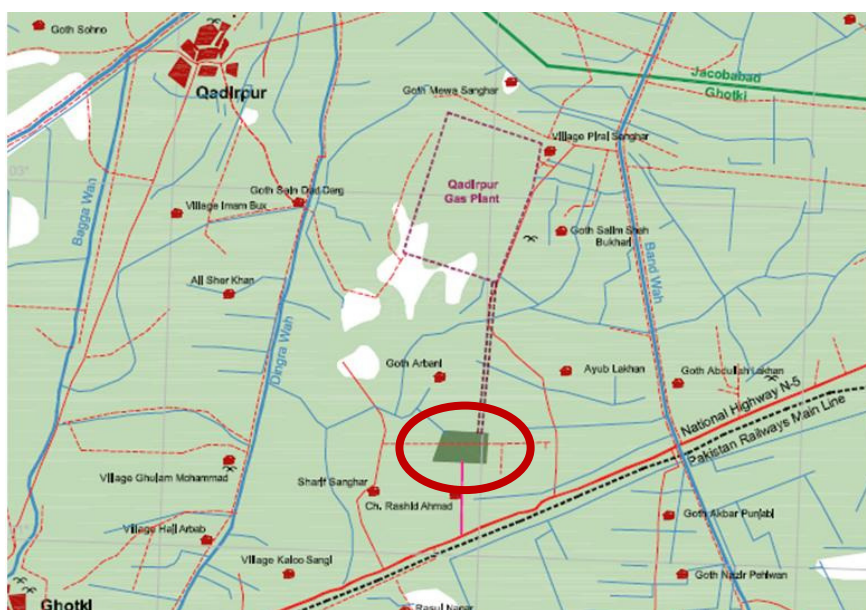 Goth Sohno
Qadirpur
Jacobabad
Ghotki
Goth Mewa Sanghar
Village Piral Sanghar
Qadirpur
Gas Plant
Goth Sain Dad Darg
Village Imam Bux
Bagga Wah
Goth Salim Shah
Bukhari
Band Wah
Ali Sher Khan
Dingra Wah
Goth Arbani
Ayub Lakhan
Goth Abdullah Lakhan
National Highway N-5
Pakistan Railways Main Line
Village Ghulam Mohammad
Sharif Sanghar
Ch. Rashid Ahmad
Goth Akbar Punjabi
Village Haji Arbab
Village Kaloo Sangi
Goth Nazir Pehlwan
Ghotki
Rasul Nagar